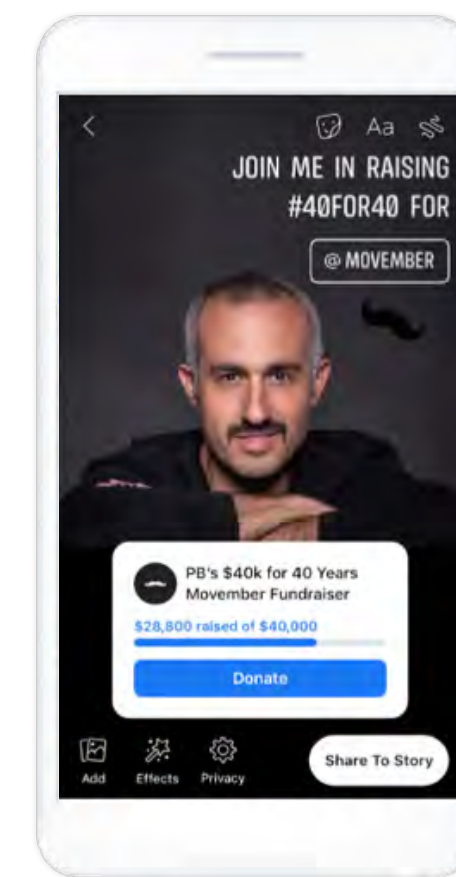 Aa
JOIN ME IN RAISING
#40FOR40 FOR
@ MOVEMBER
PB's $40k for 40 Years
Movember Fundraiser
$28,800 raised of $40,000
Donate
Add
Effects
Privacy
Share To Story